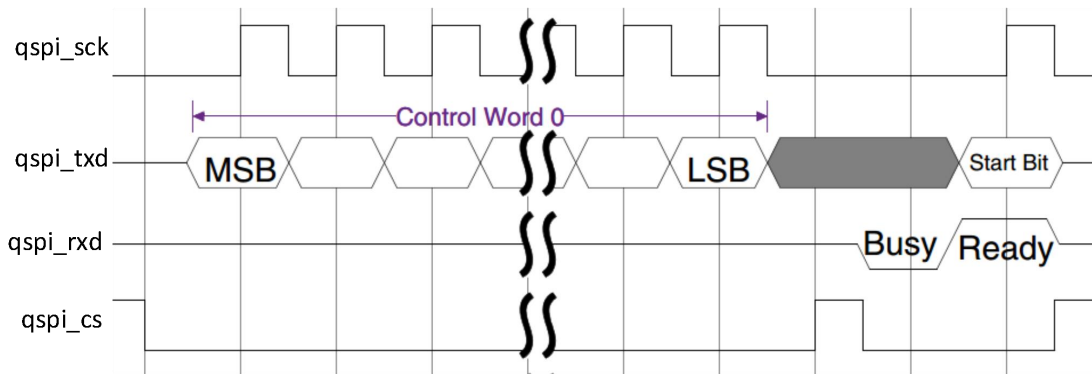 qspi_sck
Control Word 0
qspi_txd
MSB
LSB
Start Bit
qspi_rxd
Busy
Ready
qspi_cs